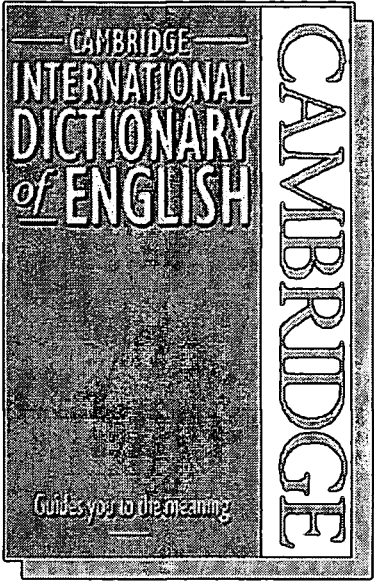 CAMBRIDGE
INTERNATIONAL
DICTIONARY
of ENGLISH
Guides you to the meaning
CAMBRIDGE